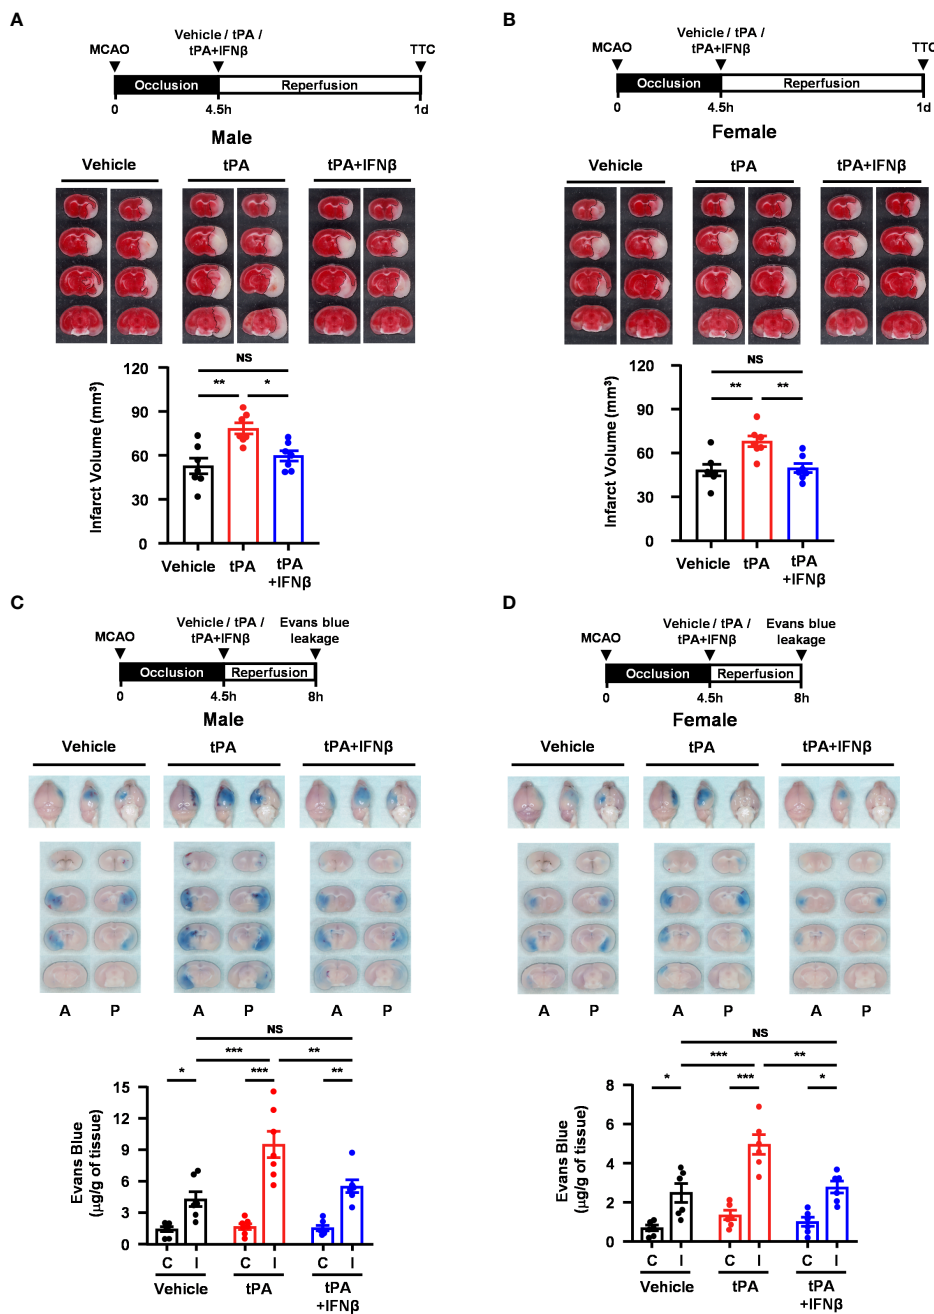 A
Vehicle / tPA /
tPA+IFNβ
MCAO
TTC
Occlusion
Reperfusion
0
4.5h
1d
Male
Vehicle
tPA
tPA+IFNβ
NS
**
*
Infarct Volume (mm³)
120
90
60
30
0
Vehicle
tPA
tPA
+IFNβ
B
Vehicle / tPA /
tPA+IFNβ
MCAO
TTC
Occlusion
Reperfusion
0
4.5h
1d
Female
Vehicle
tPA
tPA+IFNβ
NS
**
**
Infarct Volume (mm³)
120
90
60
30
0
Vehicle
tPA
tPA
+IFNβ
C
Vehicle / tPA /
tPA+IFNβ
Evans blue
leakage
MCAO
Occlusion
Reperfusion
0
4.5h
8h
Male
Vehicle
tPA
tPA+IFNβ
A P
A P
A P
NS
***
**
*
***
**
Evans Blue
(µg/g of tissue)
15
12
9
6
3
0
C I
C I
C I
Vehicle
tPA
tPA
+IFNβ
D
Vehicle / tPA /
tPA+IFNβ
Evans blue
leakage
MCAO
Occlusion
Reperfusion
0
4.5h
8h
Female
Vehicle
tPA
tPA+IFNβ
A P
A P
A P
NS
***
**
*
***
*
Evans Blue
(µg/g of tissue)
8
6
4
2
0
C I
C I
C I
Vehicle
tPA
tPA
+IFNβ